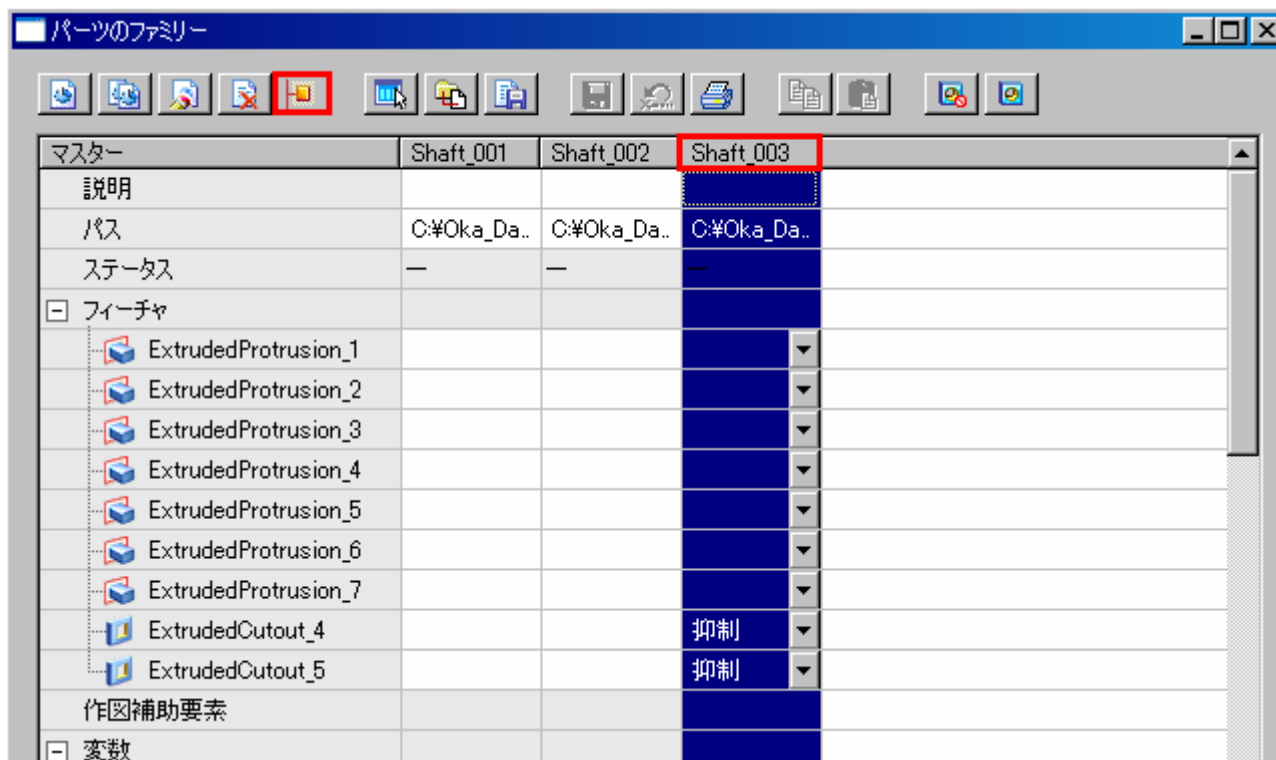 パーツのファミリー
マスター Shaft_001 Shaft_002 Shaft_003
説明
パス C:¥Oka_Da.. C:¥Oka_Da.. C:¥Oka_Da..
ステータス — — —
フィーチャ
ExtrudedProtrusion_1
ExtrudedProtrusion_2
ExtrudedProtrusion_3
ExtrudedProtrusion_4
ExtrudedProtrusion_5
ExtrudedProtrusion_6
ExtrudedProtrusion_7
ExtrudedCutout_4 抑制
ExtrudedCutout_5 抑制
作図補助要素
変数